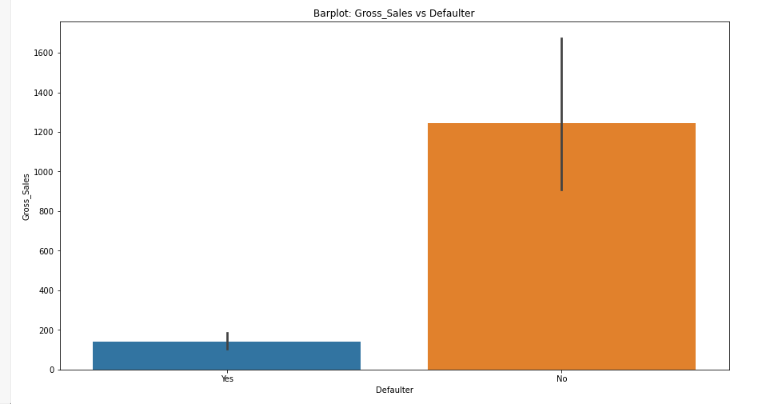 Barplot: Gross_Sales vs Defaulter
1600
1400
1200
1000
800
600
400
200
0
Gross_Sales
Yes
No
Defaulter